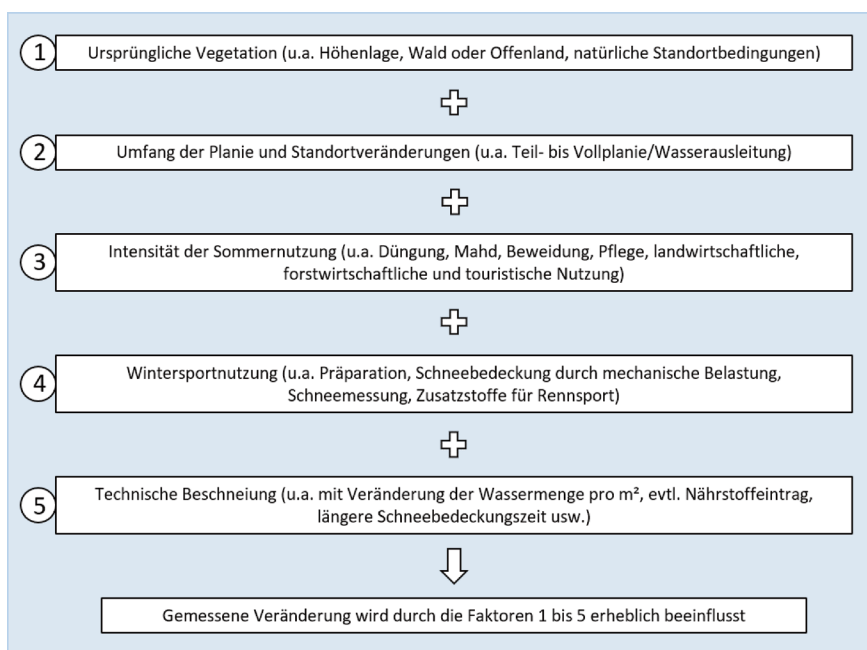 1 Ursprüngliche Vegetation (u.a. Höhenlage, Wald oder Offenland, natürliche Standortbedingungen)
2 Umfang der Planie und Standortveränderungen (u.a. Teil- bis Vollplanie/Wasserausleitung)
3 Intensität der Sommernutzung (u.a. Düngung, Mahd, Beweidung, Pflege, landwirtschaftliche,
forstwirtschaftliche und touristische Nutzung)
4 Wintersportnutzung (u.a. Präparation, Schneebedeckung durch mechanische Belastung,
Schneemessung, Zusatzstoffe für Rennsport)
5 Technische Beschneiung (u.a. mit Veränderung der Wassermenge pro m², evtl. Nährstoffeintrag,
längere Schneebedeckungszeit usw.)
Gemessene Veränderung wird durch die Faktoren 1 bis 5 erheblich beeinflusst